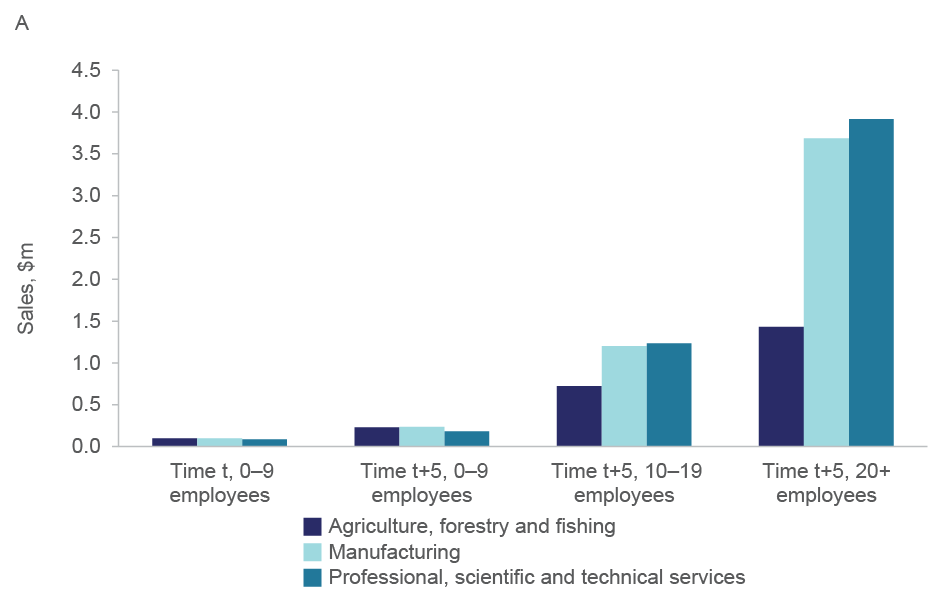 A
4.5
4.0
3.5
3.0
2.5
2.0
1.5
1.0
0.5
0.0
Sales, $m
Time t, 0–9
employees
Time t+5, 0–9
employees
Time t+5, 10–19
employees
Time t+5, 20+
employees
Agriculture, forestry and fishing
Manufacturing
Professional, scientific and technical services